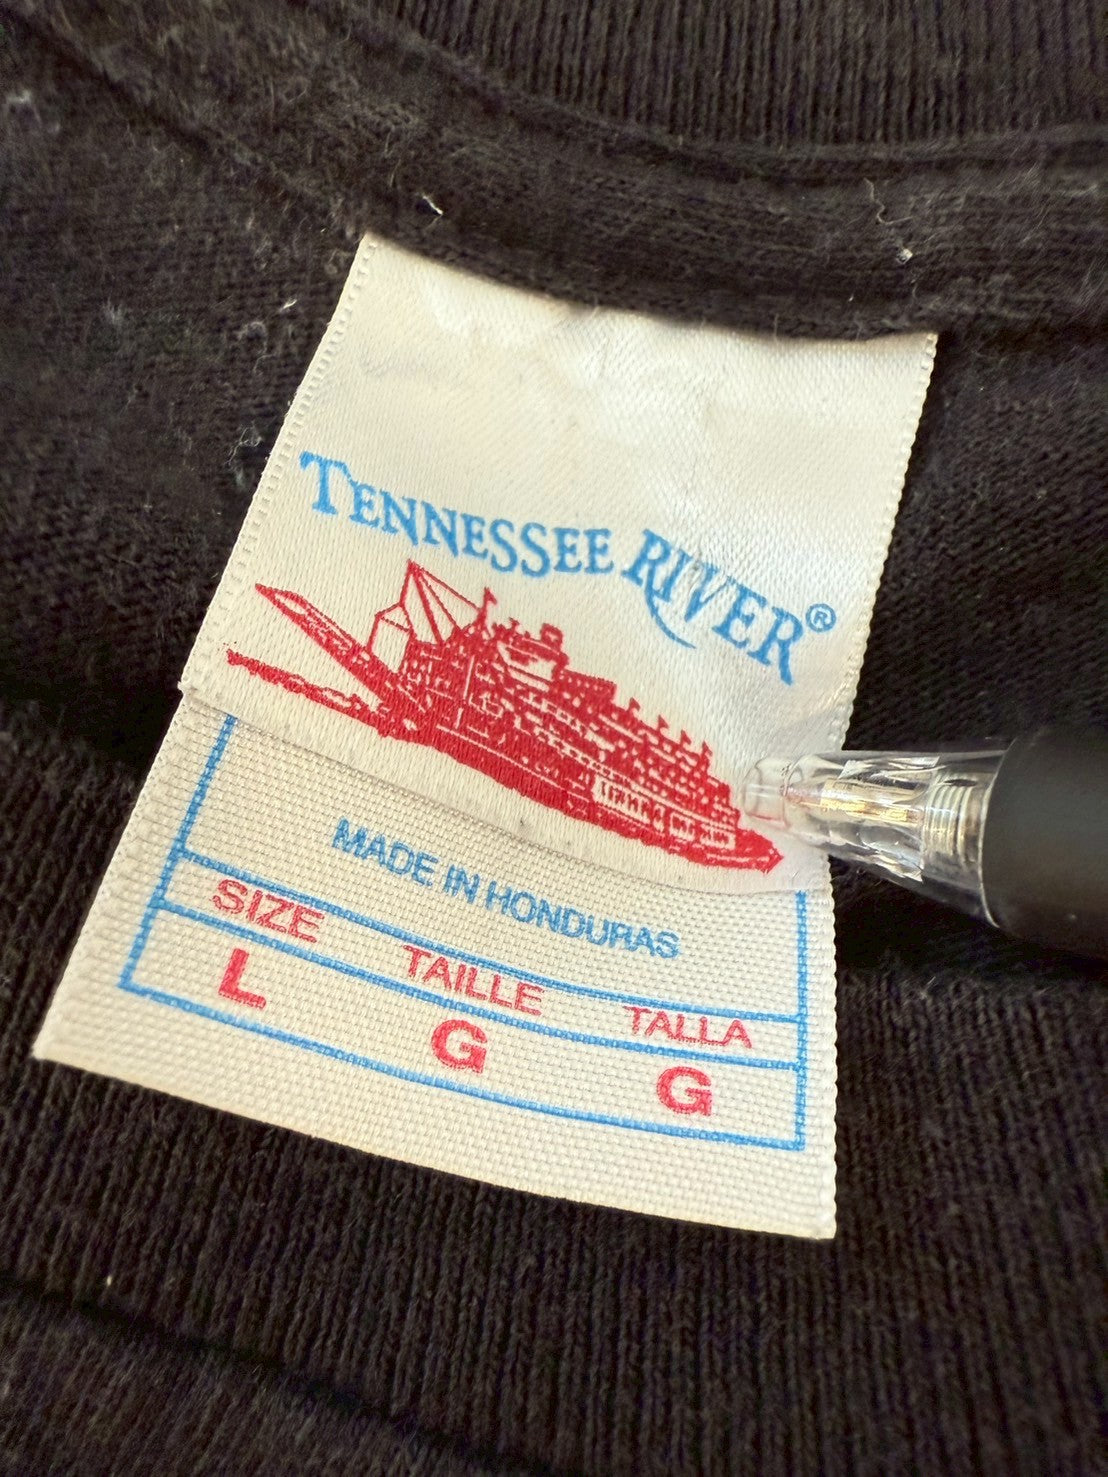 TENNESSEE RIVER®
MADE IN HONDURAS
SIZE TAILLE TALLA
L G G